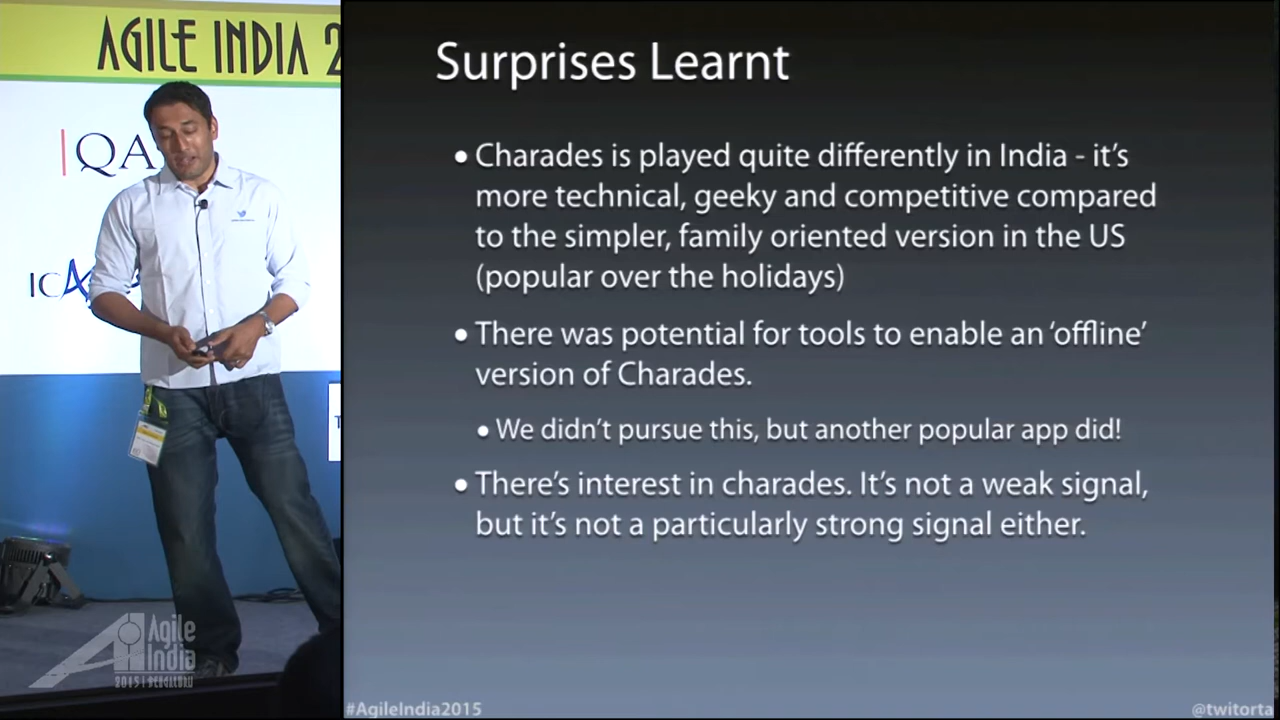 AGILE INDIA 2
QA
ICA
Surprises Learnt
• Charades is played quite differently in India - it's
more technical, geeky and competitive compared
to the simpler, family oriented version in the US
(popular over the holidays)
• There was potential for tools to enable an 'offline'
version of Charades.
• We didn't pursue this, but another popular app did!
• There's interest in charades. It's not a weak signal,
but it's not a particularly strong signal either.
Agile
India
2015 | BENGALURU
#AgileIndia2015
@twitorta